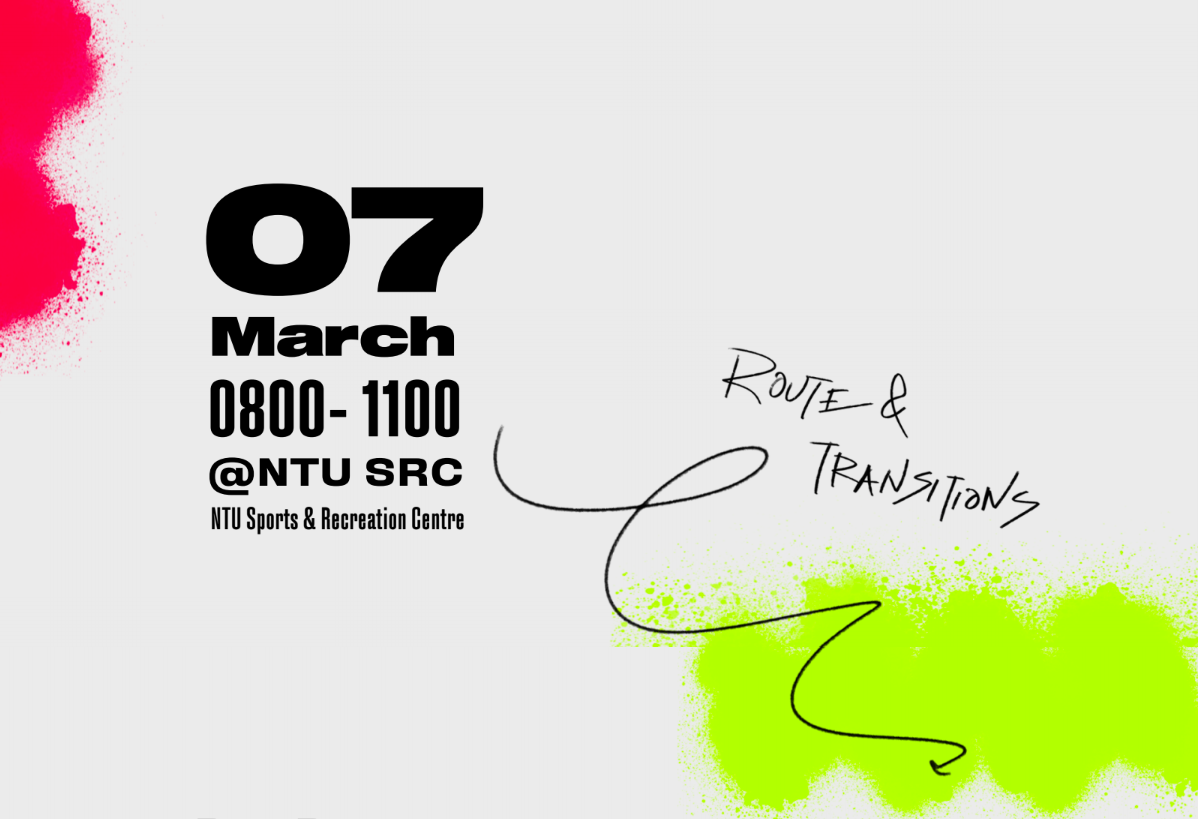 07
March
0800- 1100
@NTU SRC
NTU Sports & Recreation Centre
ROUTE &
TRANSITIONS